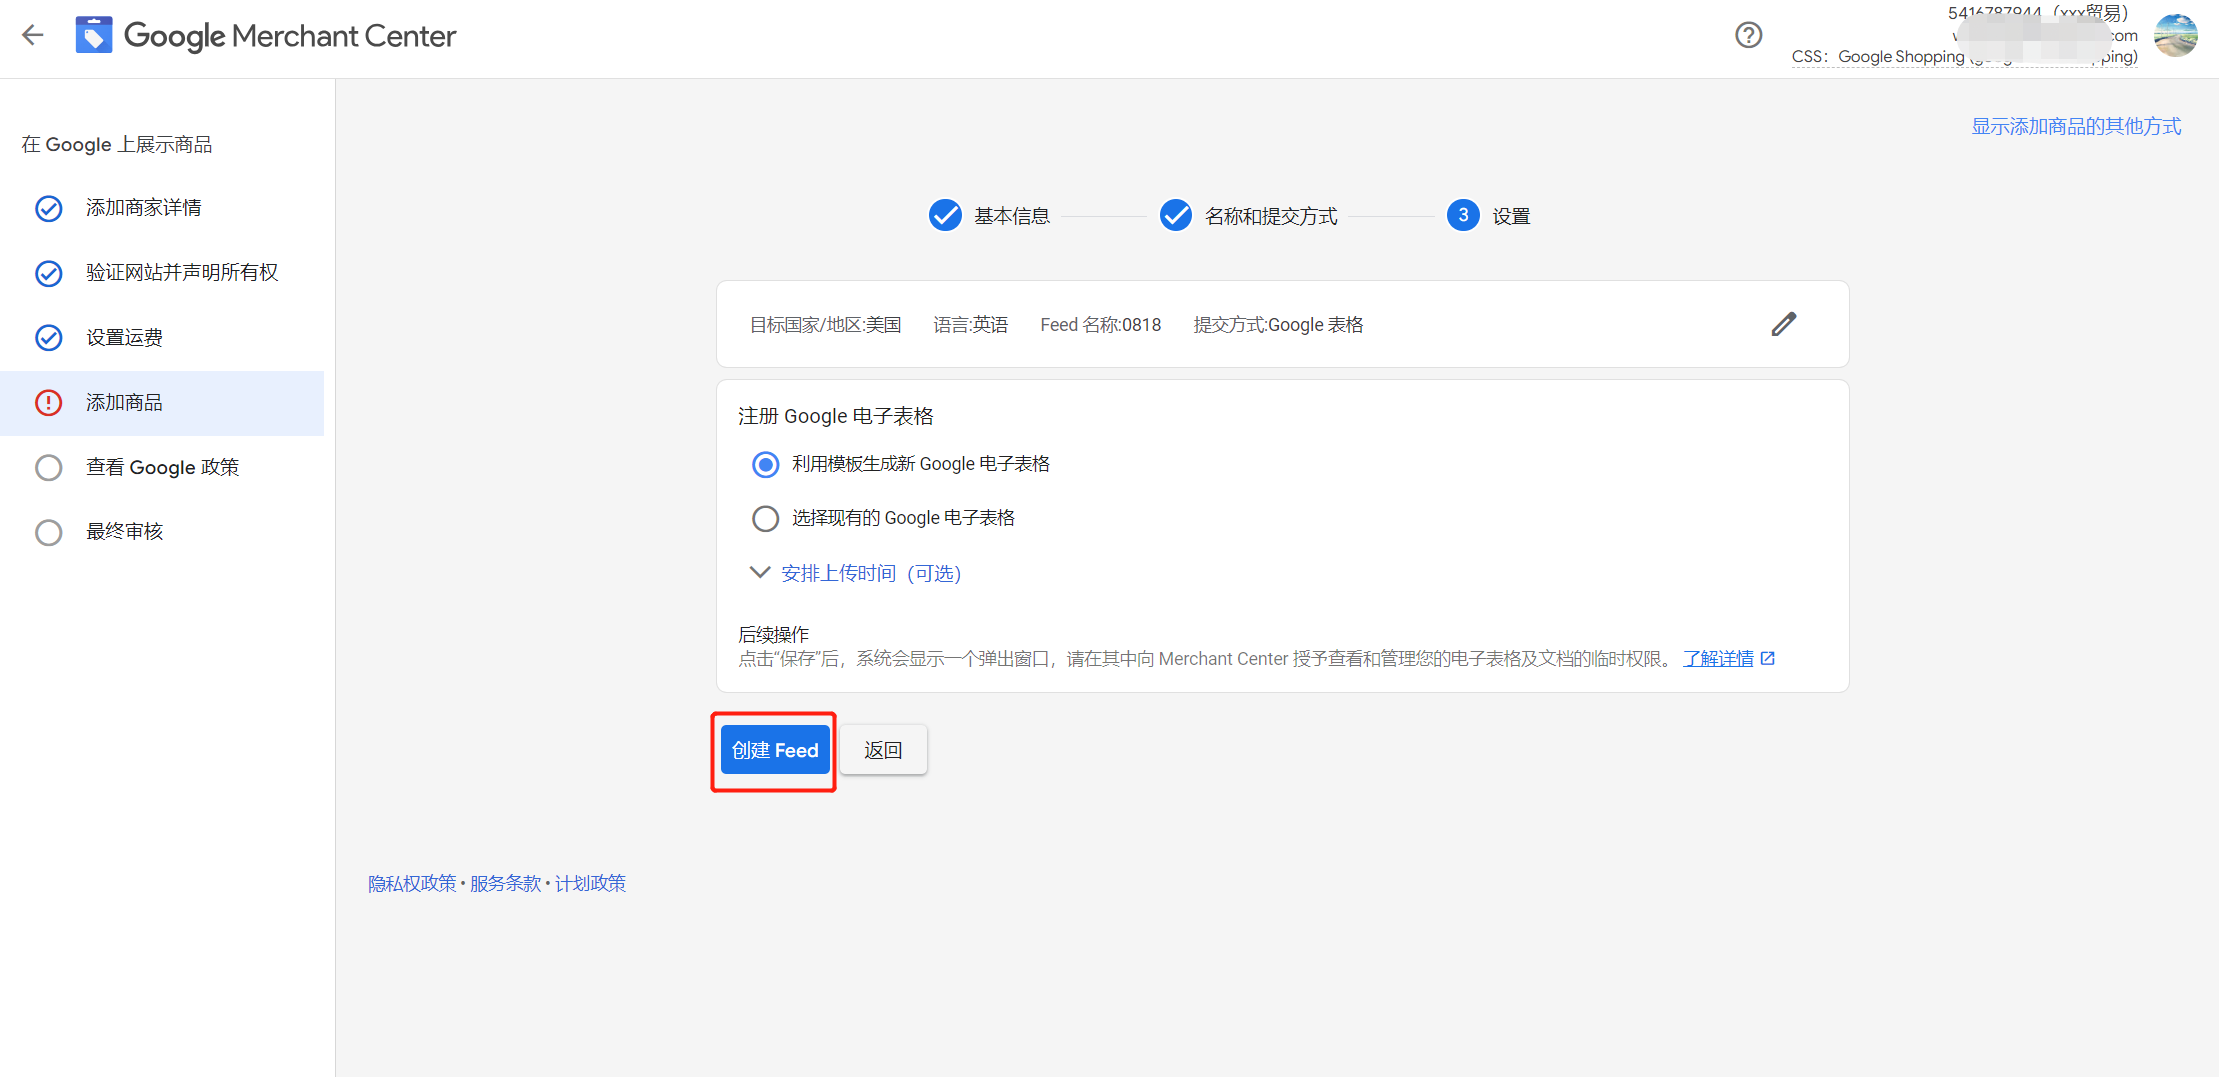 Google Merchant Center
5416787944（xxx贸易）
com
CSS：Google Shopping
在 Google 上展示商品
显示添加商品的其他方式
添加商家详情
验证网站并声明所有权
设置运费
添加商品
查看 Google 政策
最终审核
基本信息
名称和提交方式
3 设置
目标国家/地区:美国 语言:英语 Feed 名称:0818 提交方式:Google 表格
注册 Google 电子表格
利用模板生成新 Google 电子表格
选择现有的 Google 电子表格
安排上传时间（可选）
后续操作
点击“保存”后，系统会显示一个弹出窗口，请在其中向 Merchant Center 授予查看和管理您的电子表格及文档的临时权限。 了解详情
创建 Feed 返回
隐私权政策 • 服务条款 • 计划政策